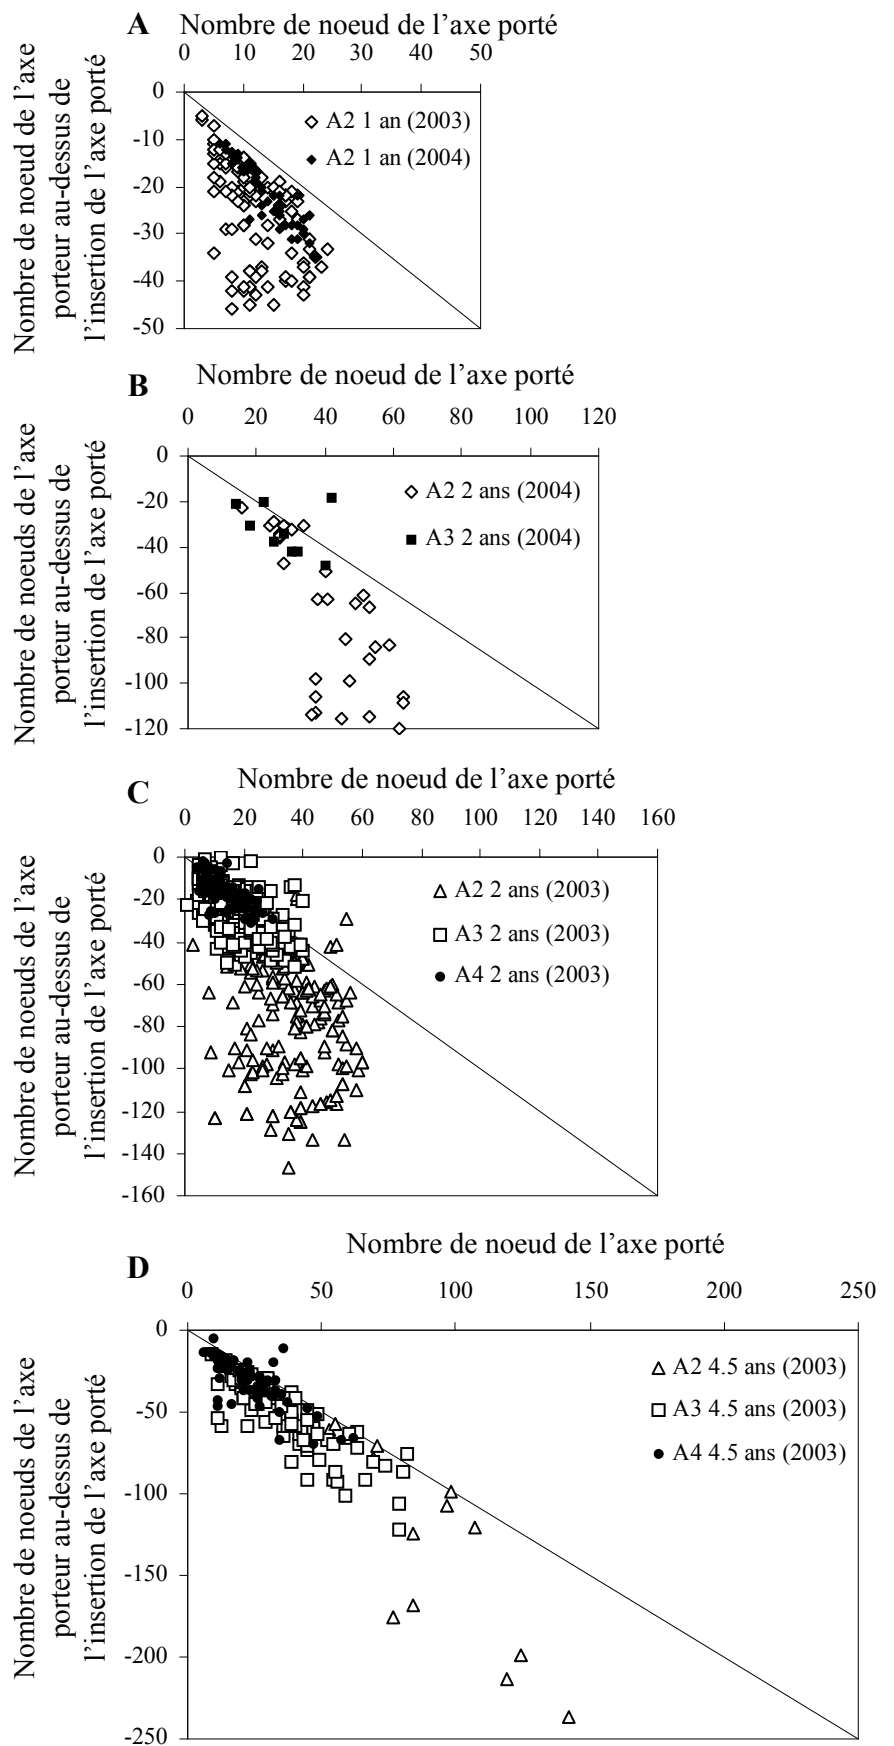 A Nombre de noeud de l'axe porté
0 10 20 30 40 50
Nombre de noeud de l'axe
porteur au-dessus de
l'insertion de l'axe porté
0
-10
-20
-30
-40
-50
A2 1 an (2003)
A2 1 an (2004)
B Nombre de noeud de l'axe porté
0 20 40 60 80 100 120
Nombre de noeuds de l'axe
porteur au-dessus de
l'insertion de l'axe porté
0
-20
-40
-60
-80
-100
-120
A2 2 ans (2004)
A3 2 ans (2004)
C Nombre de noeud de l'axe porté
0 20 40 60 80 100 120 140 160
Nombre de noeuds de l'axe
porteur au-dessus de
l'insertion de l'axe porté
0
-20
-40
-60
-80
-100
-120
-140
-160
A2 2 ans (2003)
A3 2 ans (2003)
A4 2 ans (2003)
D Nombre de noeud de l'axe porté
0 50 100 150 200 250
Nombre de noeuds de l'axe
porteur au-dessus de
l'insertion de l'axe porté
0
-50
-100
-150
-200
-250
A2 4.5 ans (2003)
A3 4.5 ans (2003)
A4 4.5 ans (2003)